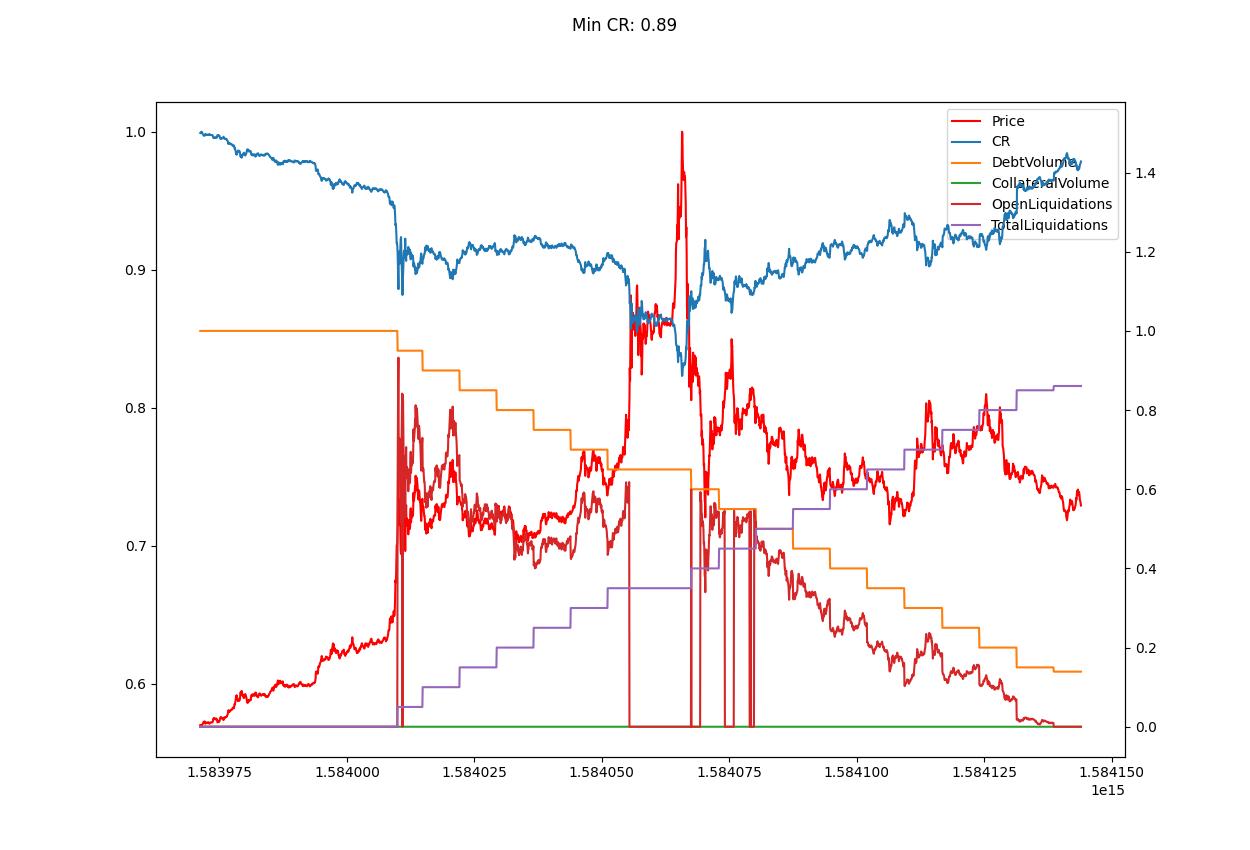 Min CR: 0.89
Price
CR
DebtVolume
CollateralVolume
OpenLiquidations
TotalLiquidations
1.0
0.9
0.8
0.7
0.6
1.4
1.2
1.0
0.8
0.6
0.4
0.2
0.0
1.583975
1.584000
1.584025
1.584050
1.584075
1.584100
1.584125
1.584150
1e15